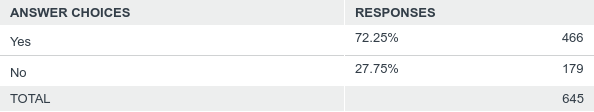 ANSWER CHOICES RESPONSES
Yes 72.25% 466
No 27.75% 179
TOTAL 645